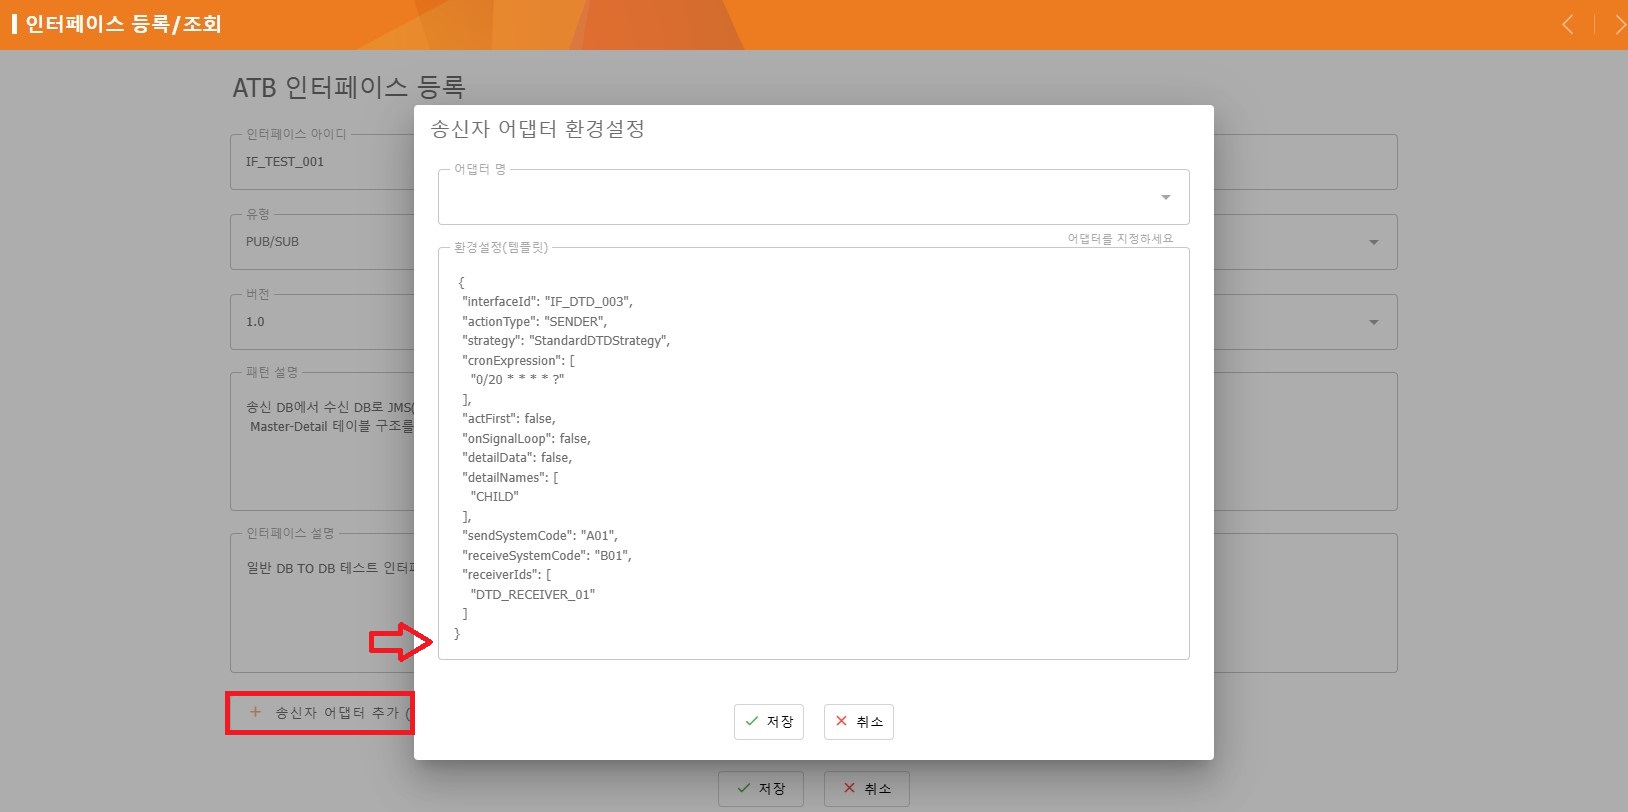 인터페이스 등록/조회
ATB 인터페이스 등록
인터페이스 아이디
IF_TEST_001
유형
PUB/SUB
버전
1.0
패턴 설명
송신 DB에서 수신 DB로 JMS(
Master-Detail 테이블 구조를
인터페이스 설명
일반 DB TO DB 테스트 인터페
+ 송신자 어댑터 추가 (
송신자 어댑터 환경설정
어댑터 명
어댑터를 지정하세요
환경설정(템플릿)
{
"interfaceId": "IF_DTD_003",
"actionType": "SENDER",
"strategy": "StandardDTDStrategy",
"cronExpression": [
"0/20 * * * * ?"
],
"actFirst": false,
"onSignalLoop": false,
"detailData": false,
"detailNames": [
"CHILD"
],
"sendSystemCode": "A01",
"receiveSystemCode": "B01",
"receiverIds": [
"DTD_RECEIVER_01"
]
}
저장 취소
저장 취소